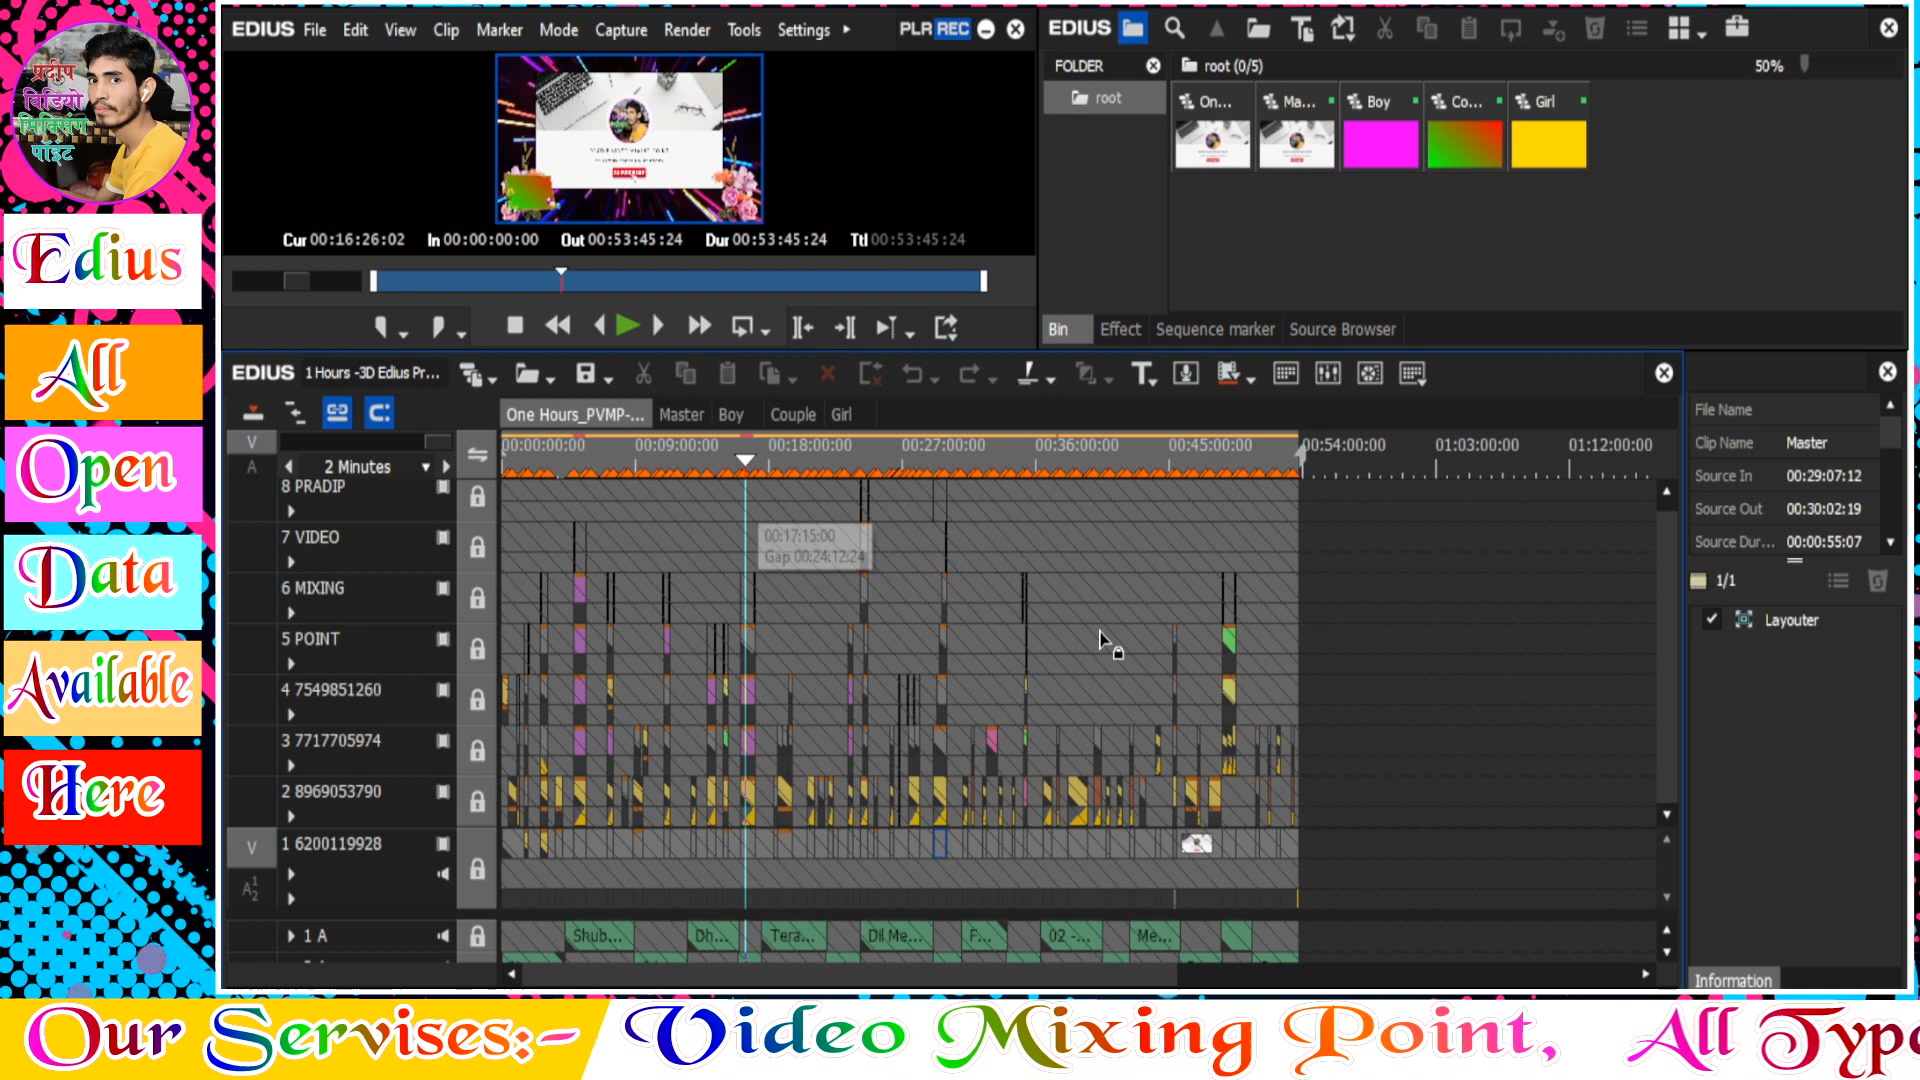 प्रदीप
विडियो
मिक्सिंग
पॉइंट
Edius
All
Open
Data
Available
Here
EDIUS File Edit View Clip Marker Mode Capture Render Tools Settings PLR REC
Cur 00:16:26:02 In 00:00:00:00 Out 00:53:45:24 Dur 00:53:45:24 Ttl 00:53:45:24
EDIUS
FOLDER
root (0/5)
50%
root
On...
Ma...
Boy
Co...
Girl
Bin Effect Sequence marker Source Browser
EDIUS 1 Hours -3D Edius Pr...
One Hours_PVMP-... Master Boy Couple Girl
V
A
2 Minutes
00:00:00:00 00:09:00:00 00:18:00:00 00:27:00:00 00:36:00:00 00:45:00:00 00:54:00:00 01:03:00:00 01:12:00:00
8 PRADIP
7 VIDEO
00:17:15:00
Gap 00:24:12:24
6 MIXING
5 POINT
4 7549851260
3 7717705974
2 8969053790
V
1 6200119928
A 1 2
1 A
Shub...
Dh...
Tera...
Dil Me...
F...
02 -...
Me...
File Name
Clip Name Master
Source In 00:29:07:12
Source Out 00:30:02:19
Source Dur... 00:00:55:07
1/1
Layouter
Information
Our Servises:- Video Mixing Point, All Type